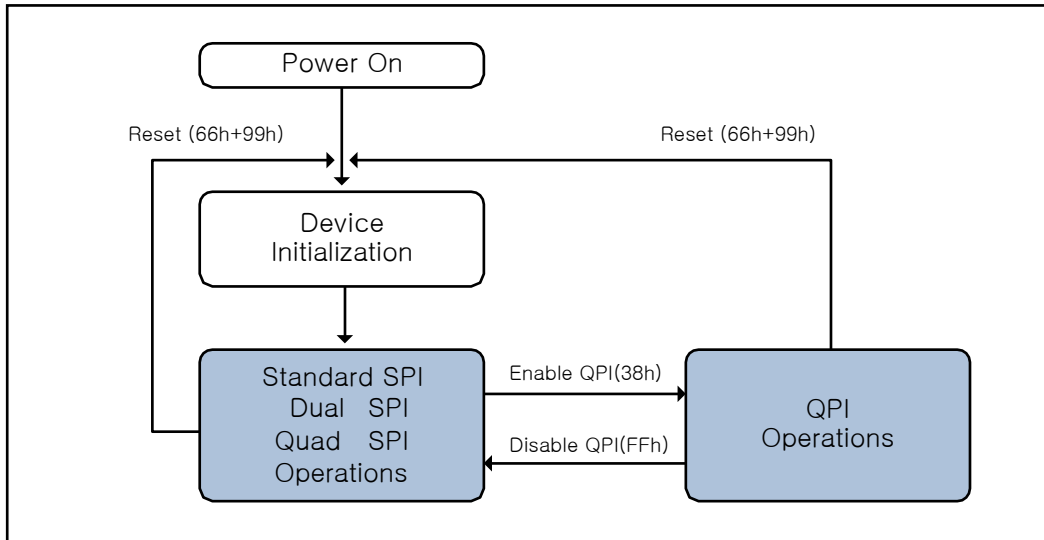 Power On
Reset (66h+99h)
Reset (66h+99h)
Device
Initialization
Standard SPI
Dual SPI
Quad SPI
Operations
Enable QPI(38h)
Disable QPI(FFh)
QPI
Operations